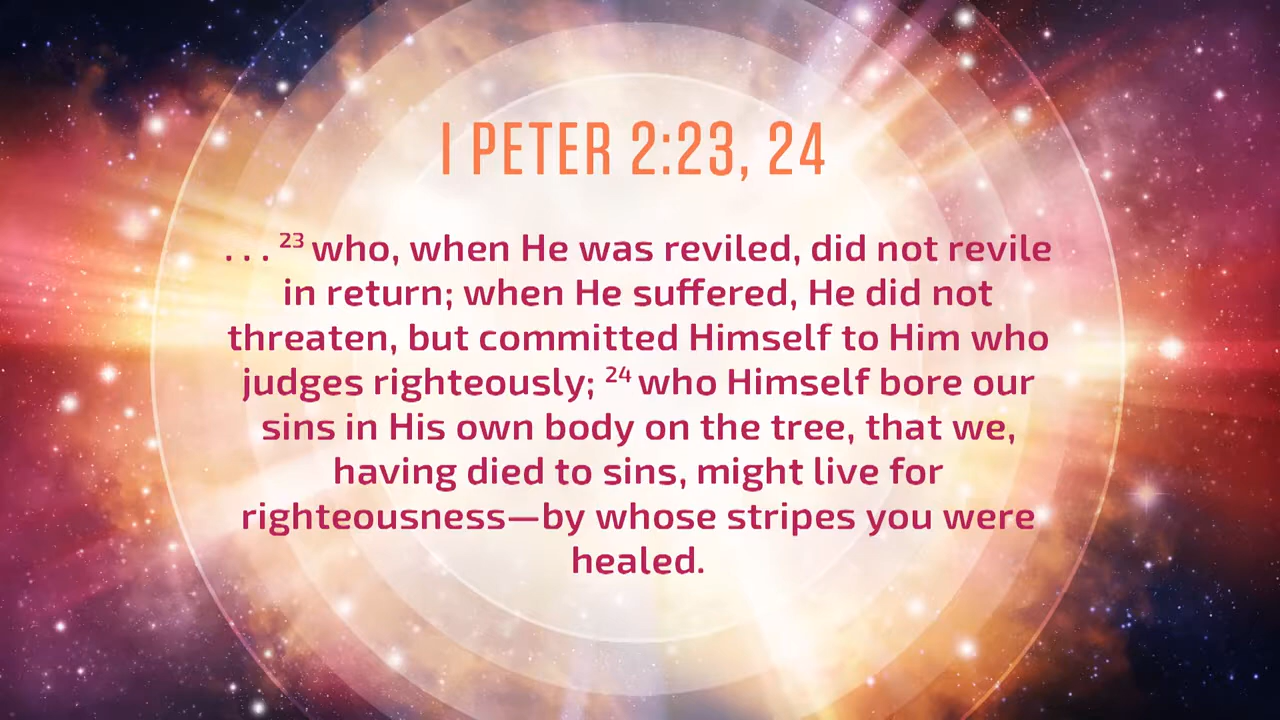 I PETER 2:23, 24
. . . 23 who, when He was reviled, did not revile
in return; when He suffered, He did not
threaten, but committed Himself to Him who
judges righteously; 24 who Himself bore our
sins in His own body on the tree, that we,
having died to sins, might live for
righteousness—by whose stripes you were
healed.